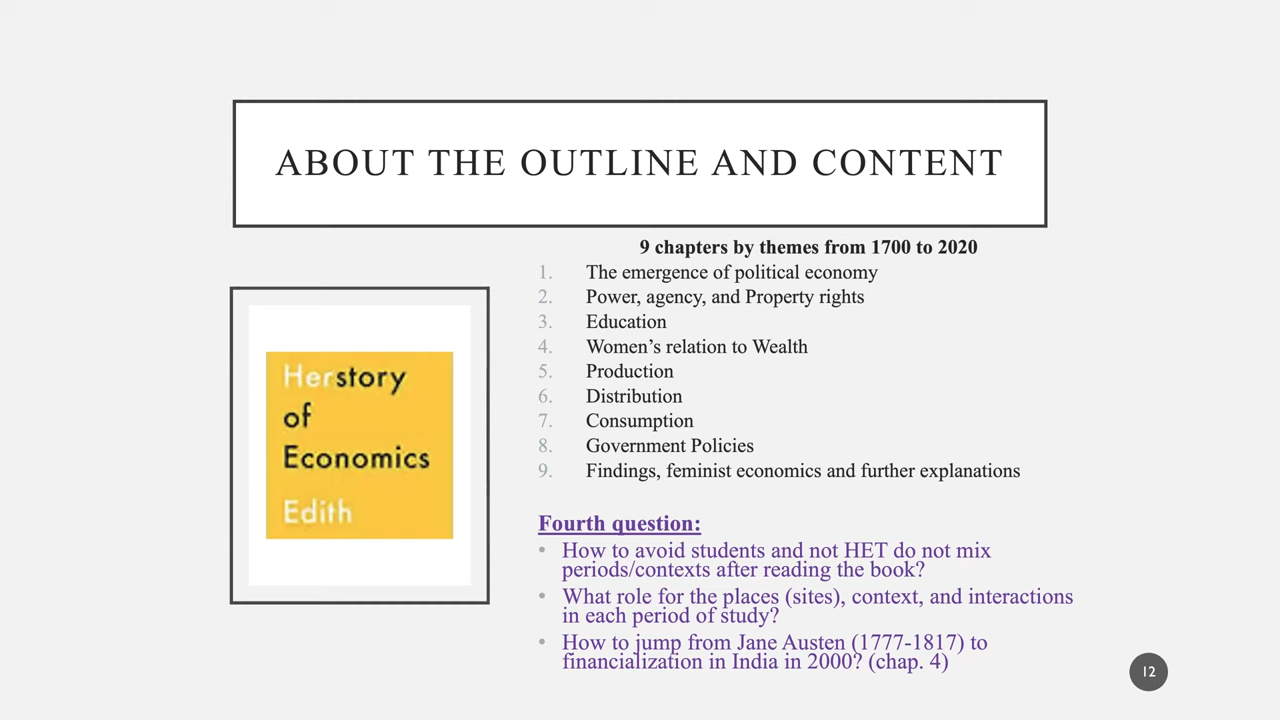 ABOUT THE OUTLINE AND CONTENT
9 chapters by themes from 1700 to 2020
1. The emergence of political economy
2. Power, agency, and Property rights
3. Education
4. Women's relation to Wealth
5. Production
6. Distribution
7. Consumption
8. Government Policies
9. Findings, feminist economics and further explanations
Herstory
of
Economics
Edith
Fourth question:
• How to avoid students and not HET do not mix
periods/contexts after reading the book?
• What role for the places (sites), context, and interactions
in each period of study?
• How to jump from Jane Austen (1777-1817) to
financialization in India in 2000? (chap. 4)
12